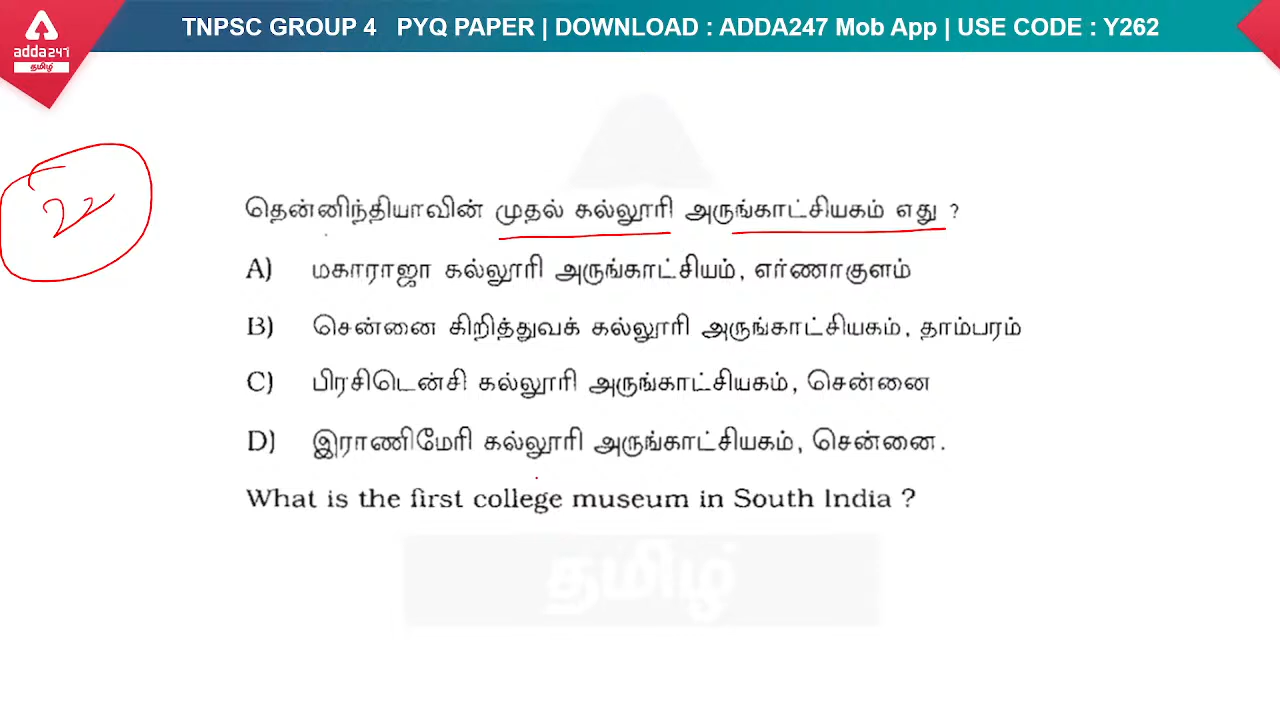 TNPSC GROUP 4 PYQ PAPER | DOWNLOAD : ADDA247 Mob App | USE CODE : Y262
adda247
தமிழ்
22
தென்னிந்தியாவின் முதல் கல்லூரி அருங்காட்சியகம் எது ?
A) மகாராஜா கல்லூரி அருங்காட்சியம், எர்ணாகுளம்
B) சென்னை கிறித்துவக் கல்லூரி அருங்காட்சியகம், தாம்பரம்
C) பிரசிடென்சி கல்லூரி அருங்காட்சியகம், சென்னை
D) இராணிமேரி கல்லூரி அருங்காட்சியகம், சென்னை.
What is the first college museum in South India ?
தமிழ்